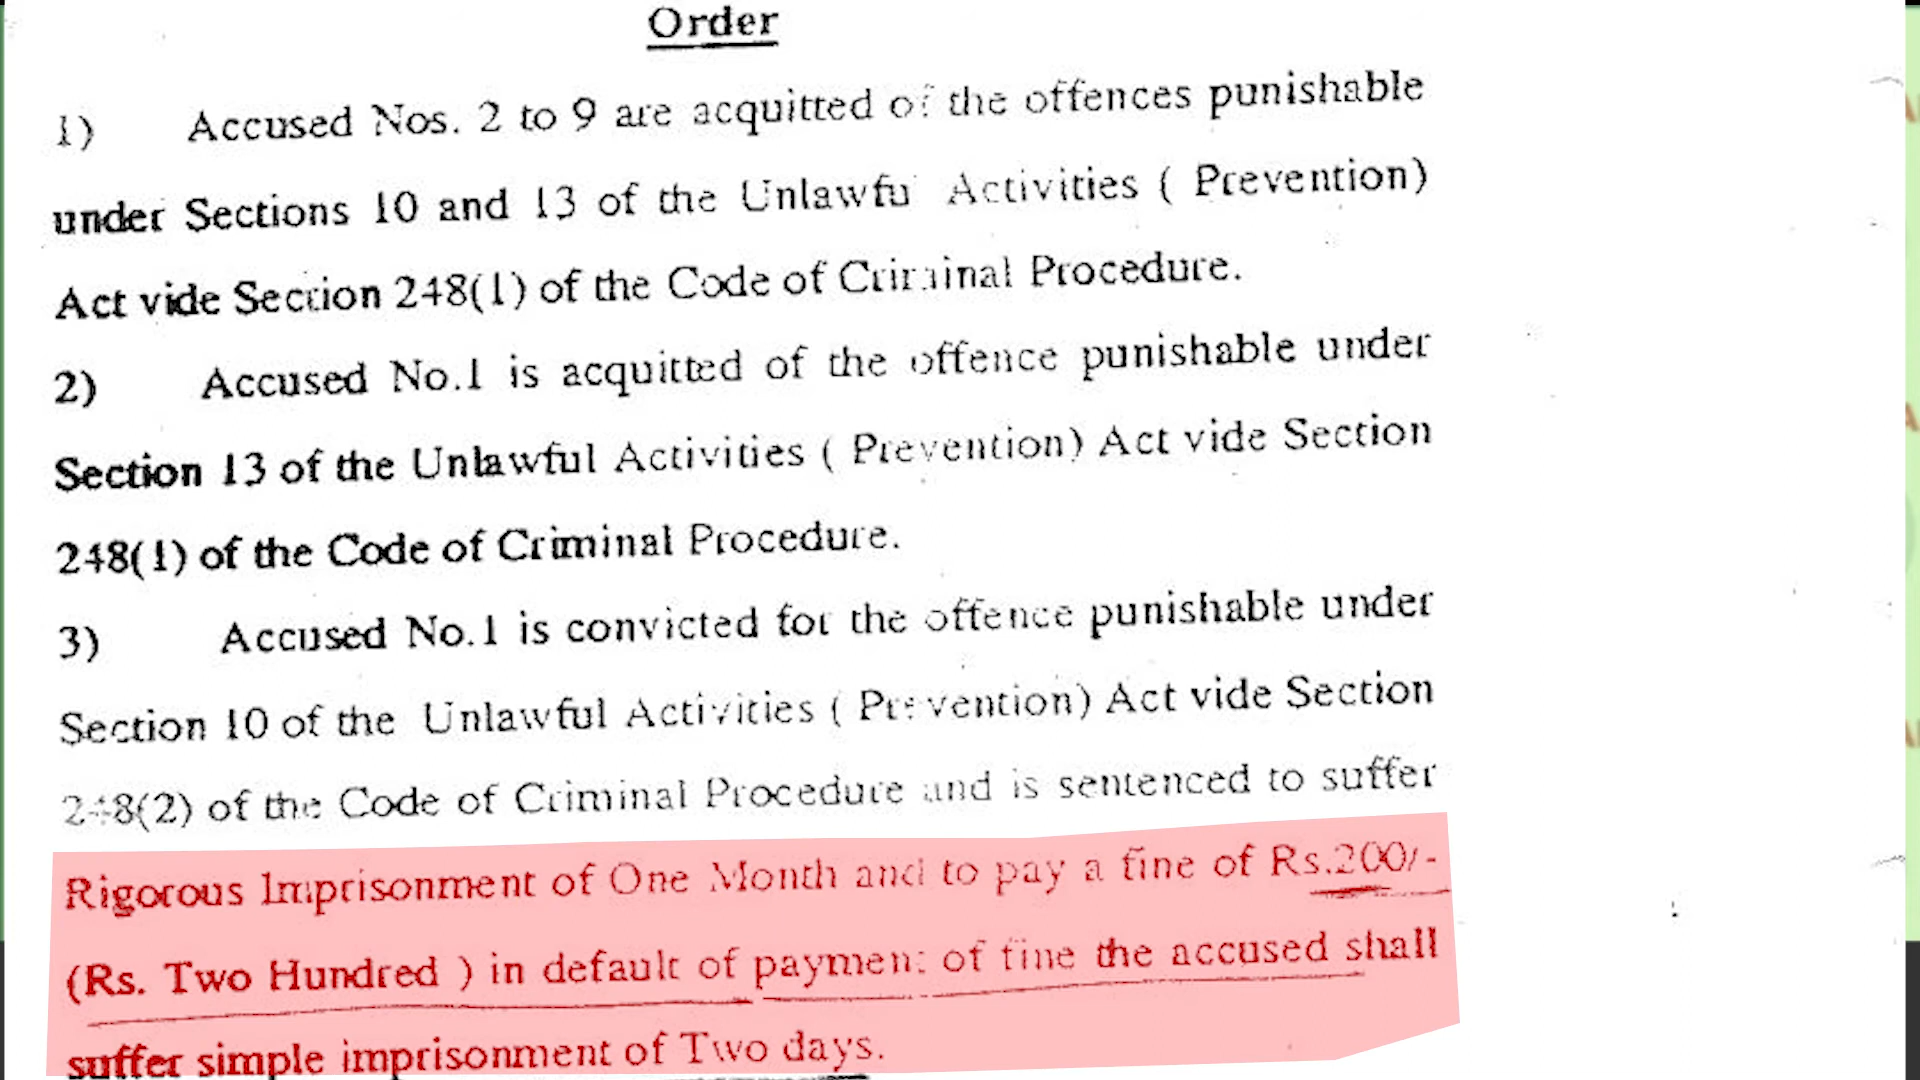 Order
1) Accused Nos. 2 to 9 are acquitted of the offences punishable
under Sections 10 and 13 of the Unlawfu Activities ( Prevention)
Act vide Section 248(1) of the Code of Criminal Procedure.
2) Accused No.1 is acquitted of the offence punishable under
Section 13 of the Unlawful Activities ( Prevention) Act vide Section
248(1) of the Code of Criminal Procedure.
3) Accused No.1 is convicted for the offence punishable under
Section 10 of the Unlawful Activities ( Prevention) Act vide Section
248(2) of the Code of Criminal Procedure and is sentenced to suffer
Rigorous Imprisonment of One Month and to pay a fine of Rs.200/-
(Rs. Two Hundred ) in default of payment of fine the accused shall
suffer simple imprisonment of Two days.